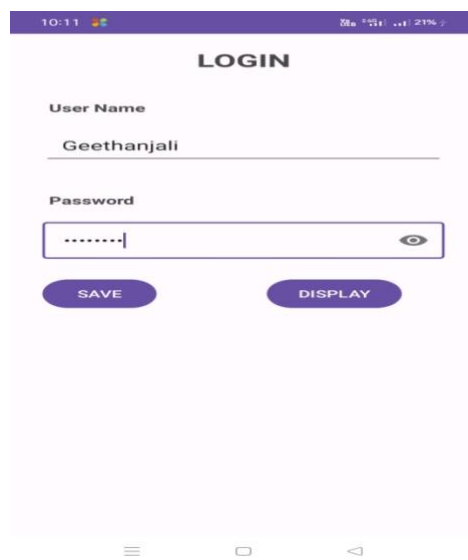 10:11 21%
LOGIN
User Name
Geethanjali
Password
••••••••
SAVE DISPLAY